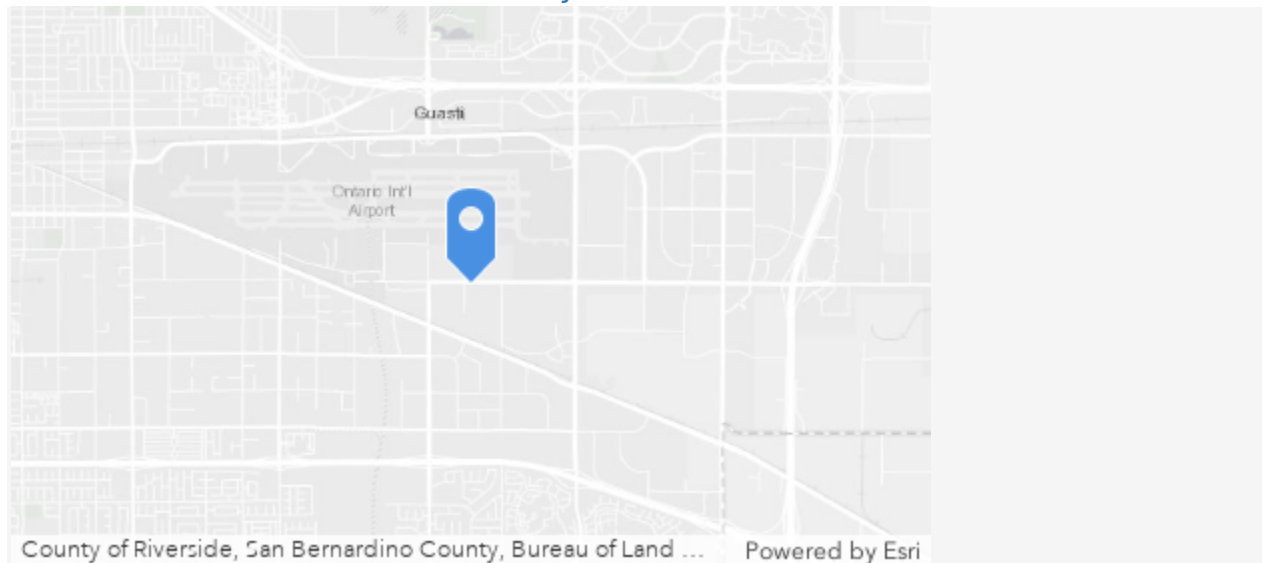 Guasti
Ontario Int'l
Airport
County of Riverside, San Bernardino County, Bureau of Land ...
Powered by Esri